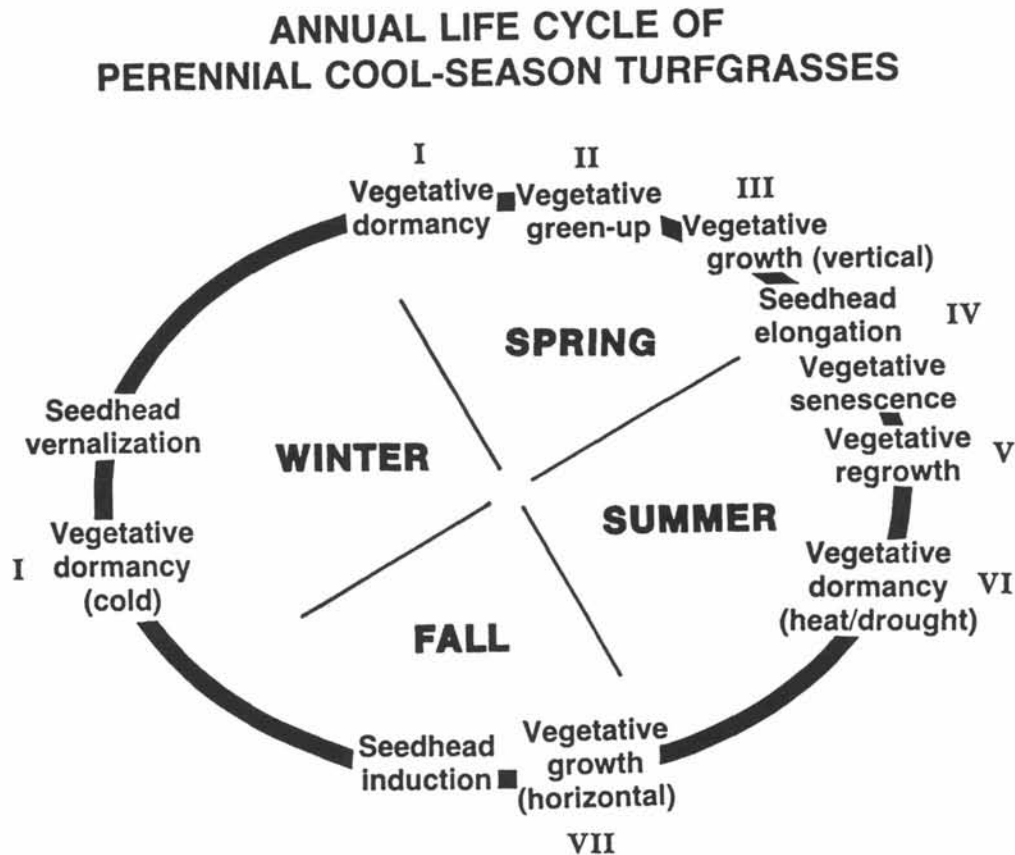 ANNUAL LIFE CYCLE OF
PERENNIAL COOL-SEASON TURFGRASSES
I
Vegetative
dormancy
II
Vegetative
green-up
III
Vegetative
growth (vertical)
Seedhead
elongation
IV
Vegetative
senescence
Vegetative
regrowth
V
Vegetative
dormancy
(heat/drought)
VI
Vegetative
growth
(horizontal)
VII
Seedhead
induction
Vegetative
dormancy
(cold)
I
Seedhead
vernalization
SPRING
WINTER
SUMMER
FALL